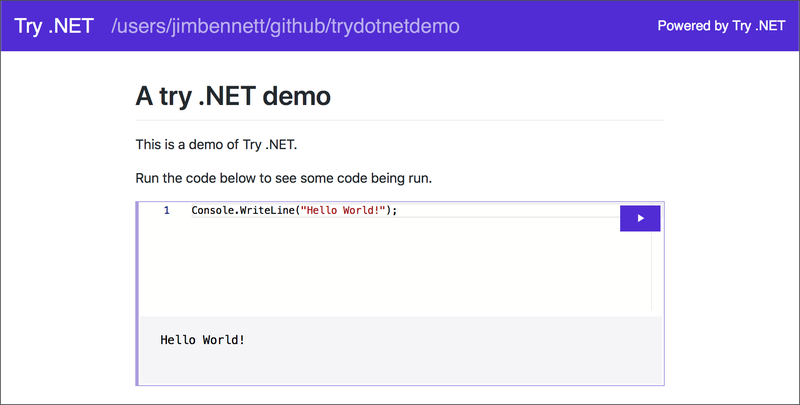 Try .NET /users/jimbennett/github/trydotnetdemo Powered by Try .NET
A try .NET demo
This is a demo of Try .NET.
Run the code below to see some code being run.
1 Console.WriteLine("Hello World!");
Hello World!